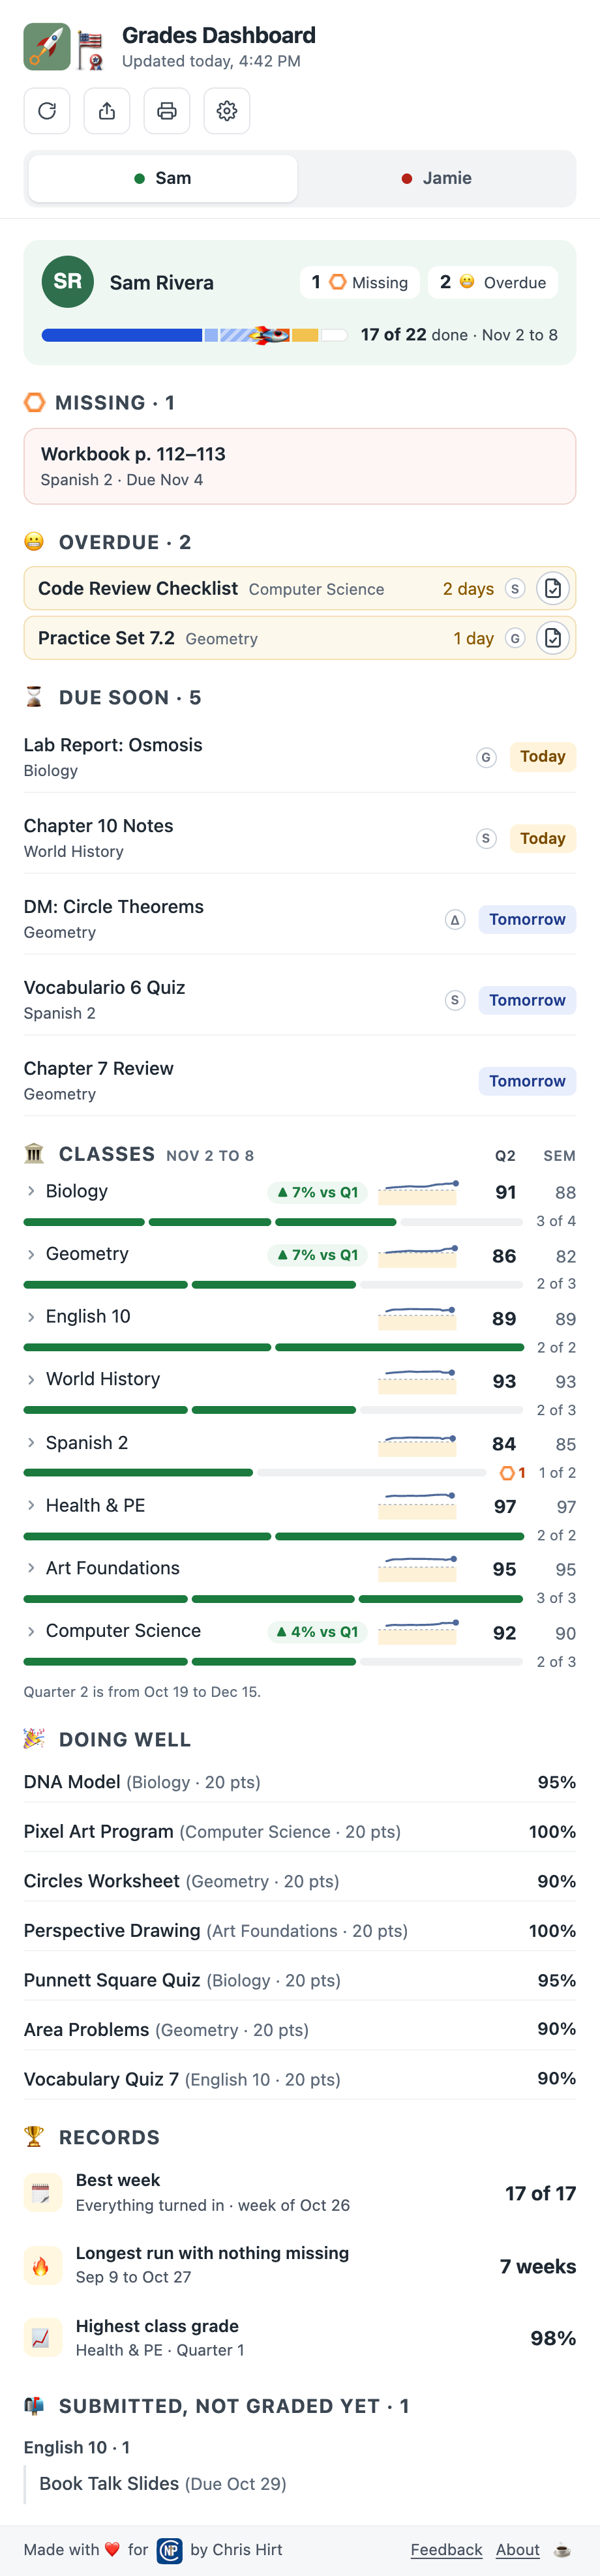 Grades Dashboard
Updated today, 4:42 PM
Sam
Jamie
SR
Sam Rivera
1 Missing
2 Overdue
17 of 22 done · Nov 2 to 8
MISSING · 1
Workbook p. 112–113
Spanish 2 · Due Nov 4
OVERDUE · 2
Code Review Checklist Computer Science 2 days S
Practice Set 7.2 Geometry 1 day G
DUE SOON · 5
Lab Report: Osmosis
Biology
G Today
Chapter 10 Notes
World History
S Today
DM: Circle Theorems
Geometry
Δ Tomorrow
Vocabulario 6 Quiz
Spanish 2
S Tomorrow
Chapter 7 Review
Geometry
Tomorrow
CLASSES NOV 2 TO 8 Q2 SEM
Biology ▲ 7% vs Q1 91 88
3 of 4
Geometry ▲ 7% vs Q1 86 82
2 of 3
English 10 89 89
2 of 2
World History 93 93
2 of 3
Spanish 2 84 85
1 1 of 2
Health & PE 97 97
2 of 2
Art Foundations 95 95
3 of 3
Computer Science ▲ 4% vs Q1 92 90
2 of 3
Quarter 2 is from Oct 19 to Dec 15.
DOING WELL
DNA Model (Biology · 20 pts) 95%
Pixel Art Program (Computer Science · 20 pts) 100%
Circles Worksheet (Geometry · 20 pts) 90%
Perspective Drawing (Art Foundations · 20 pts) 100%
Punnett Square Quiz (Biology · 20 pts) 95%
Area Problems (Geometry · 20 pts) 90%
Vocabulary Quiz 7 (English 10 · 20 pts) 90%
RECORDS
Best week
Everything turned in · week of Oct 26
17 of 17
Longest run with nothing missing
Sep 9 to Oct 27
7 weeks
Highest class grade
Health & PE · Quarter 1
98%
SUBMITTED, NOT GRADED YET · 1
English 10 · 1
Book Talk Slides (Due Oct 29)
Made with ❤️ for NP by Chris Hirt
Feedback About